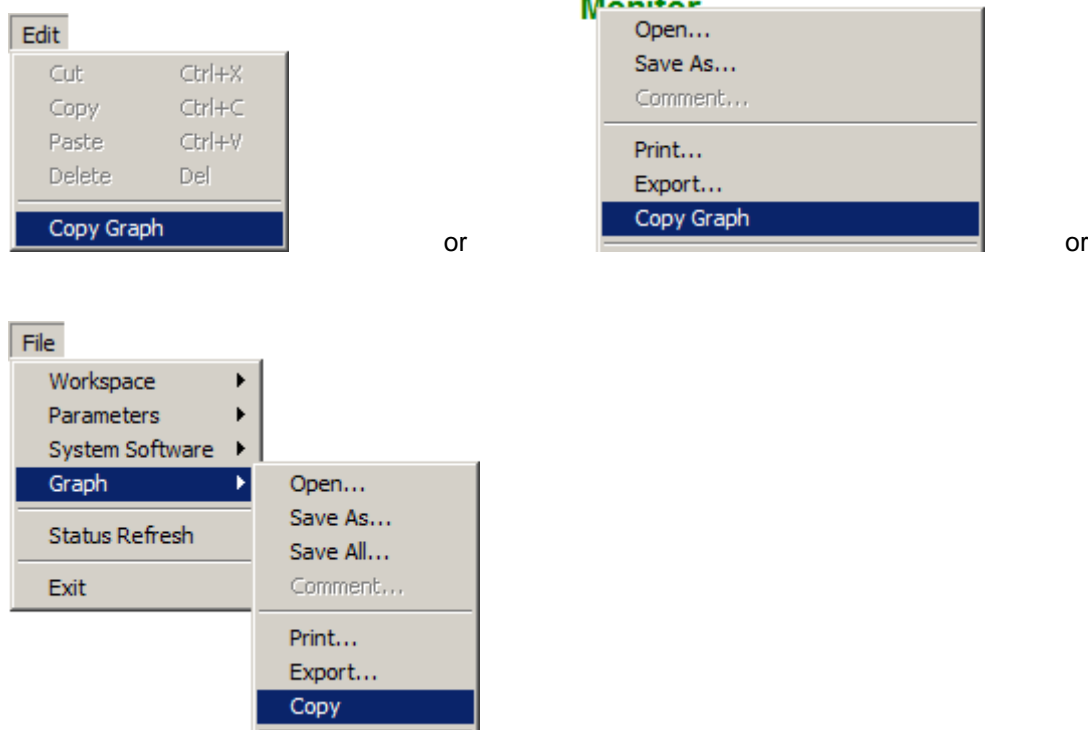 Edit
Cut Ctrl+X
Copy Ctrl+C
Paste Ctrl+V
Delete Del
Copy Graph
or
Monitor
Open...
Save As...
Comment...
Print...
Export...
Copy Graph
or
File
Workspace
Parameters
System Software
Graph
Status Refresh
Exit
Open...
Save As...
Save All...
Comment...
Print...
Export...
Copy